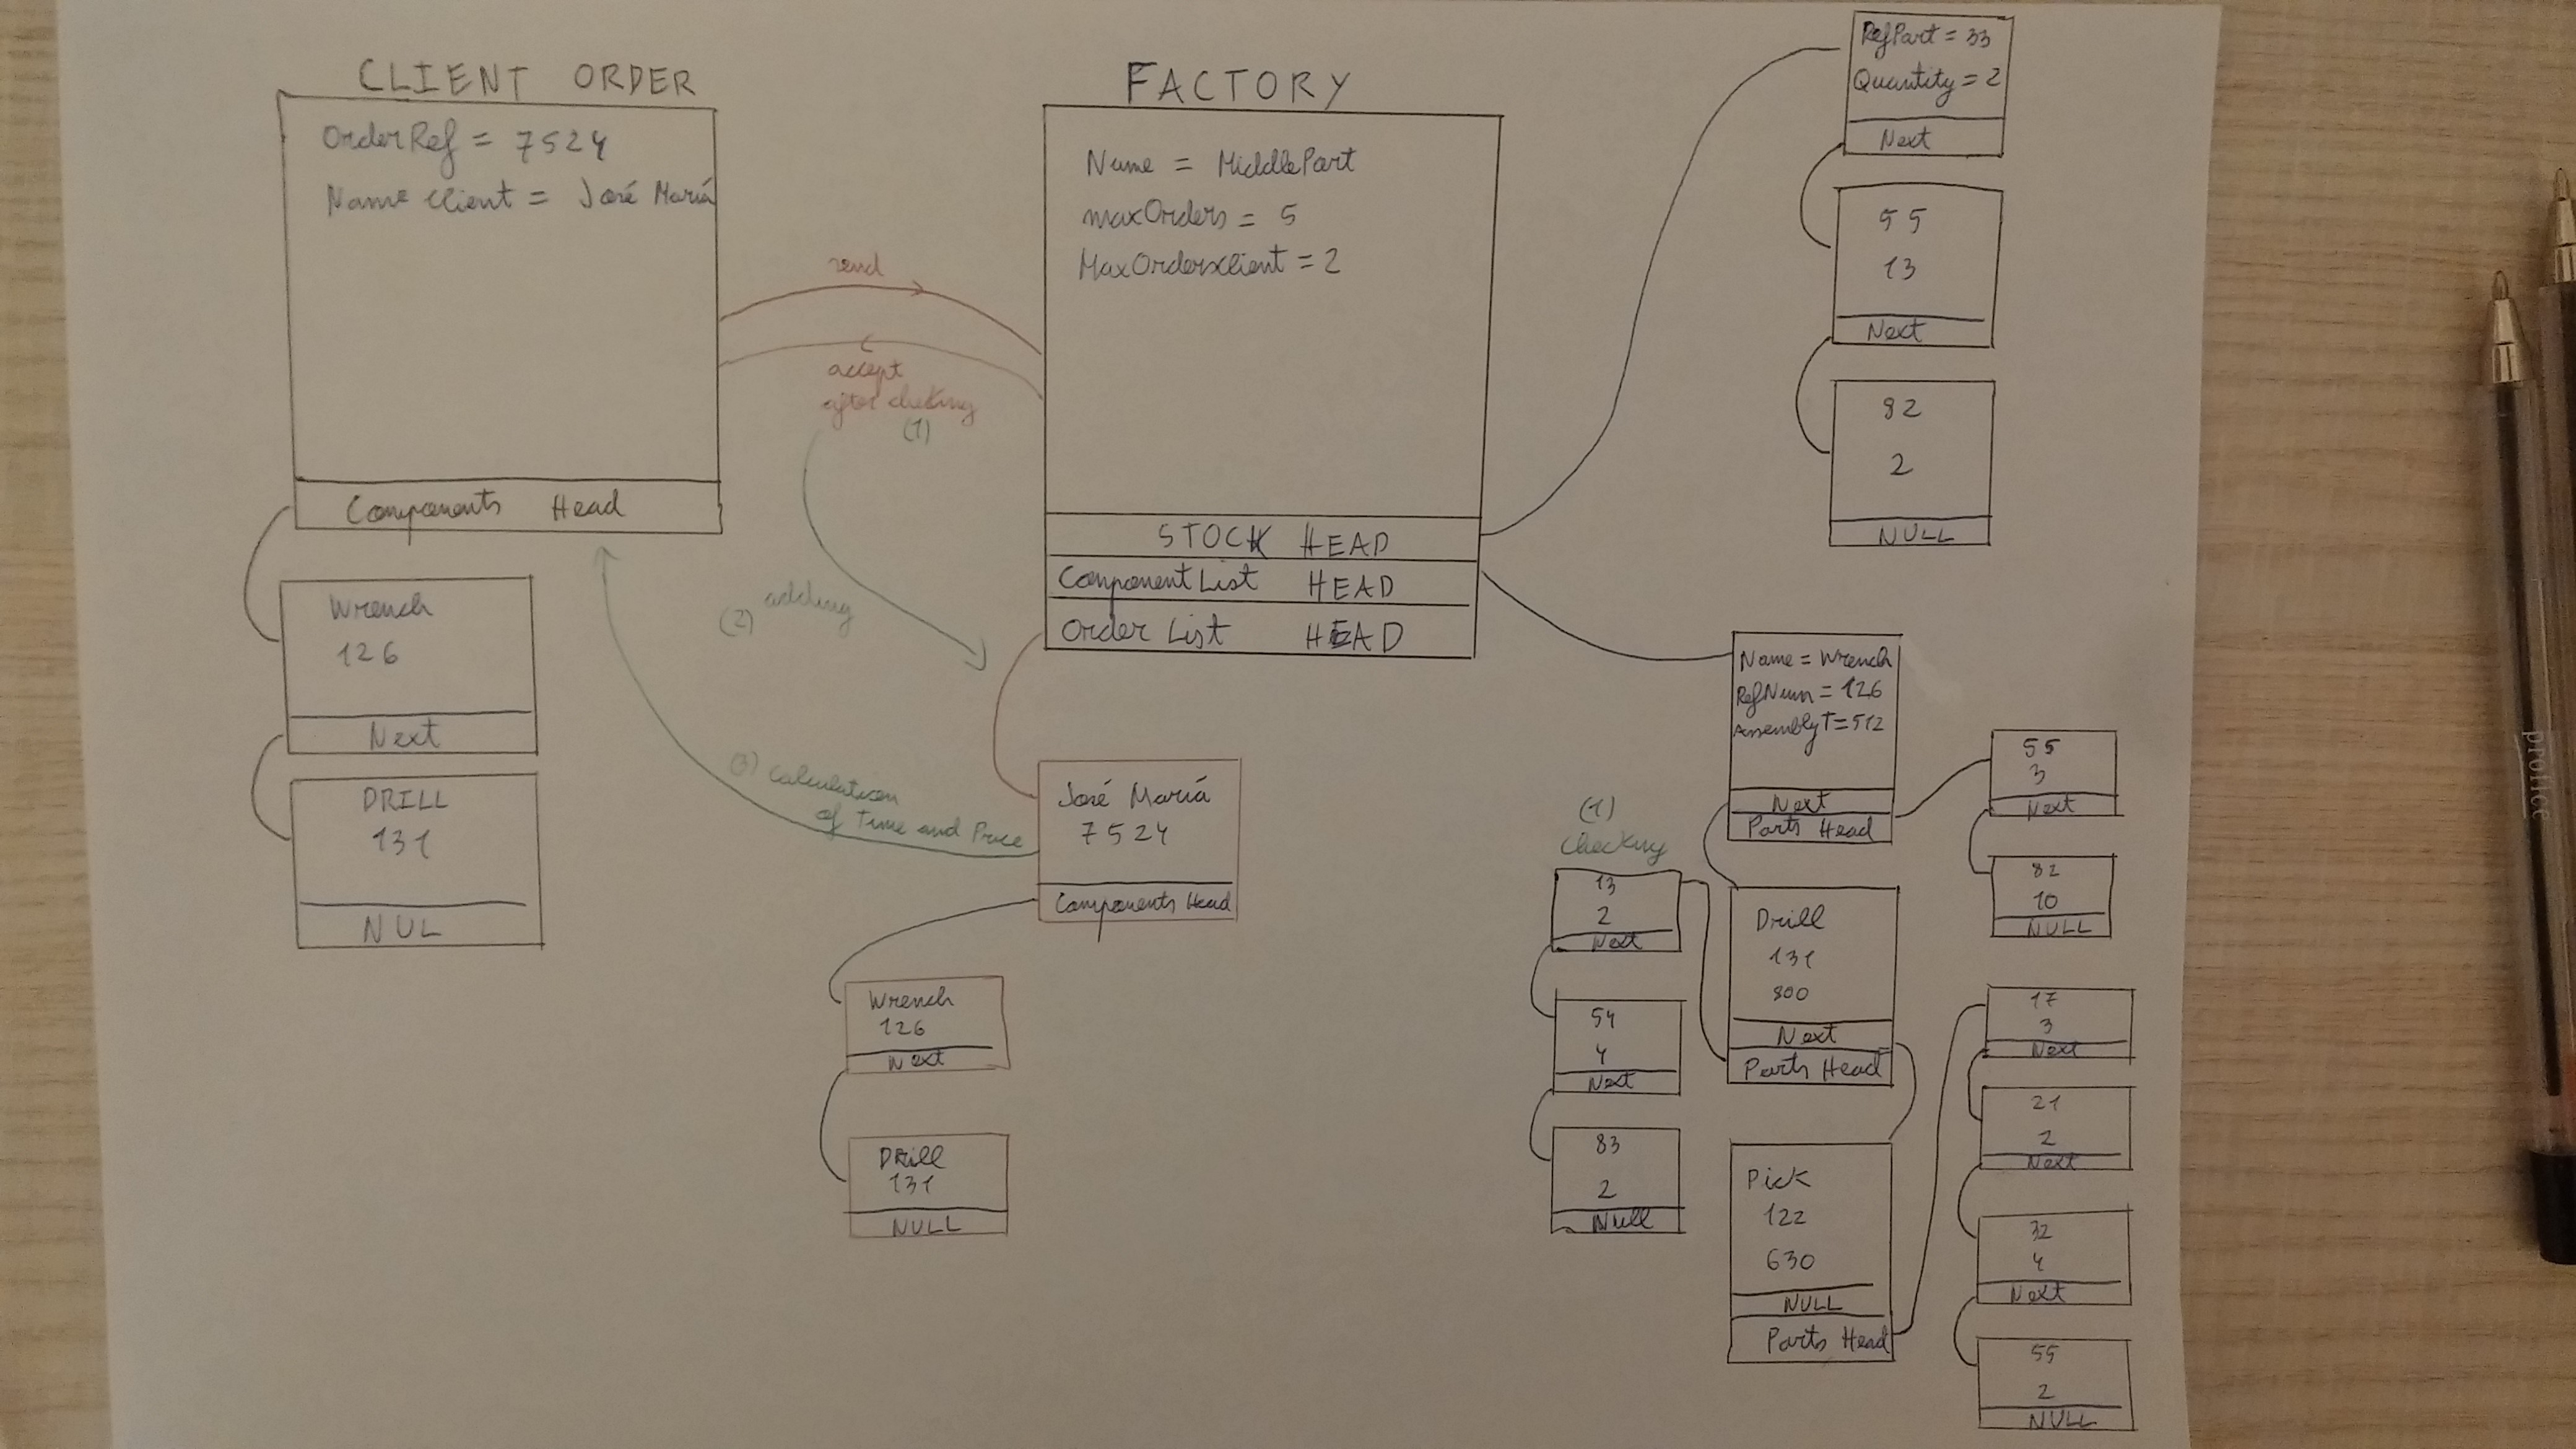 CLIENT ORDER
OrderRef = 7524
Name client = José María
Components Head
Wrench
126
Next
DRILL
131
NUL
send
accept
after checking
(1)
(2) adding
(3) Calculation
of Time and Price
FACTORY
Name = MiddlePart
maxOrders = 5
MaxOrdersxclient = 2
STOCK HEAD
Component List HEAD
Order List HEAD
José María
7524
Components Head
Wrench
126
Next
Drill
131
NULL
RefPart = 33
Quantity = 2
Next
55
13
Next
82
2
NULL
Name = Wrench
RefNum = 126
AssemblyT = 512
Next
Parts Head
55
3
Next
82
10
NULL
(1)
Checking
13
2
Next
54
4
Next
83
2
Null
Drill
131
800
Next
Parts Head
Pick
122
630
NULL
Parts Head
17
3
Next
21
2
Next
32
4
Next
55
2
NULL